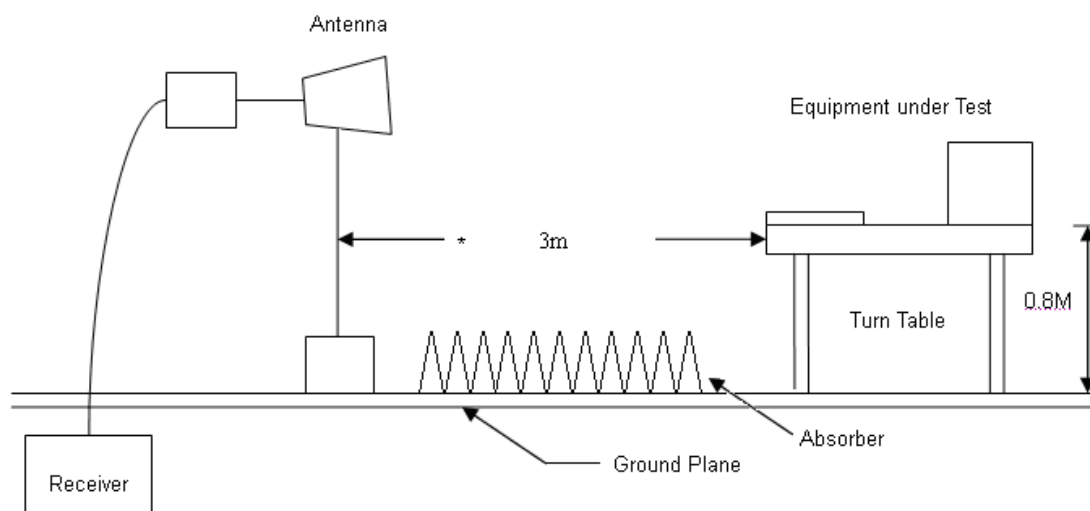 Antenna
Equipment under Test
* 3m
0.8M
Turn Table
Absorber
Ground Plane
Receiver